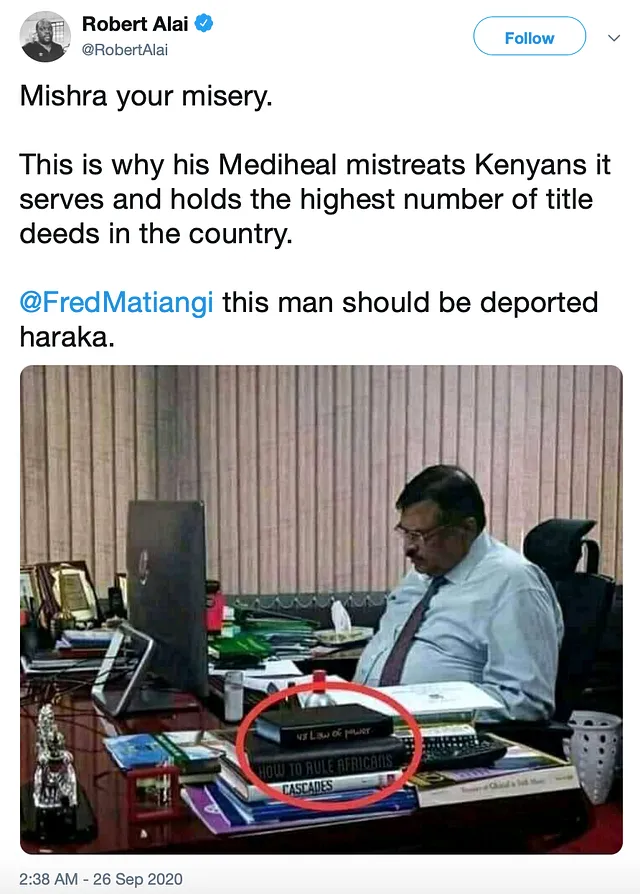 Robert Alai
@RobertAlai
Follow
Mishra your misery.
This is why his Mediheal mistreats Kenyans it
serves and holds the highest number of title
deeds in the country.
@FredMatiangi this man should be deported
haraka.
48 Law of power
HOW TO RULE AFRICANS
CASCADES
2:38 AM - 26 Sep 2020